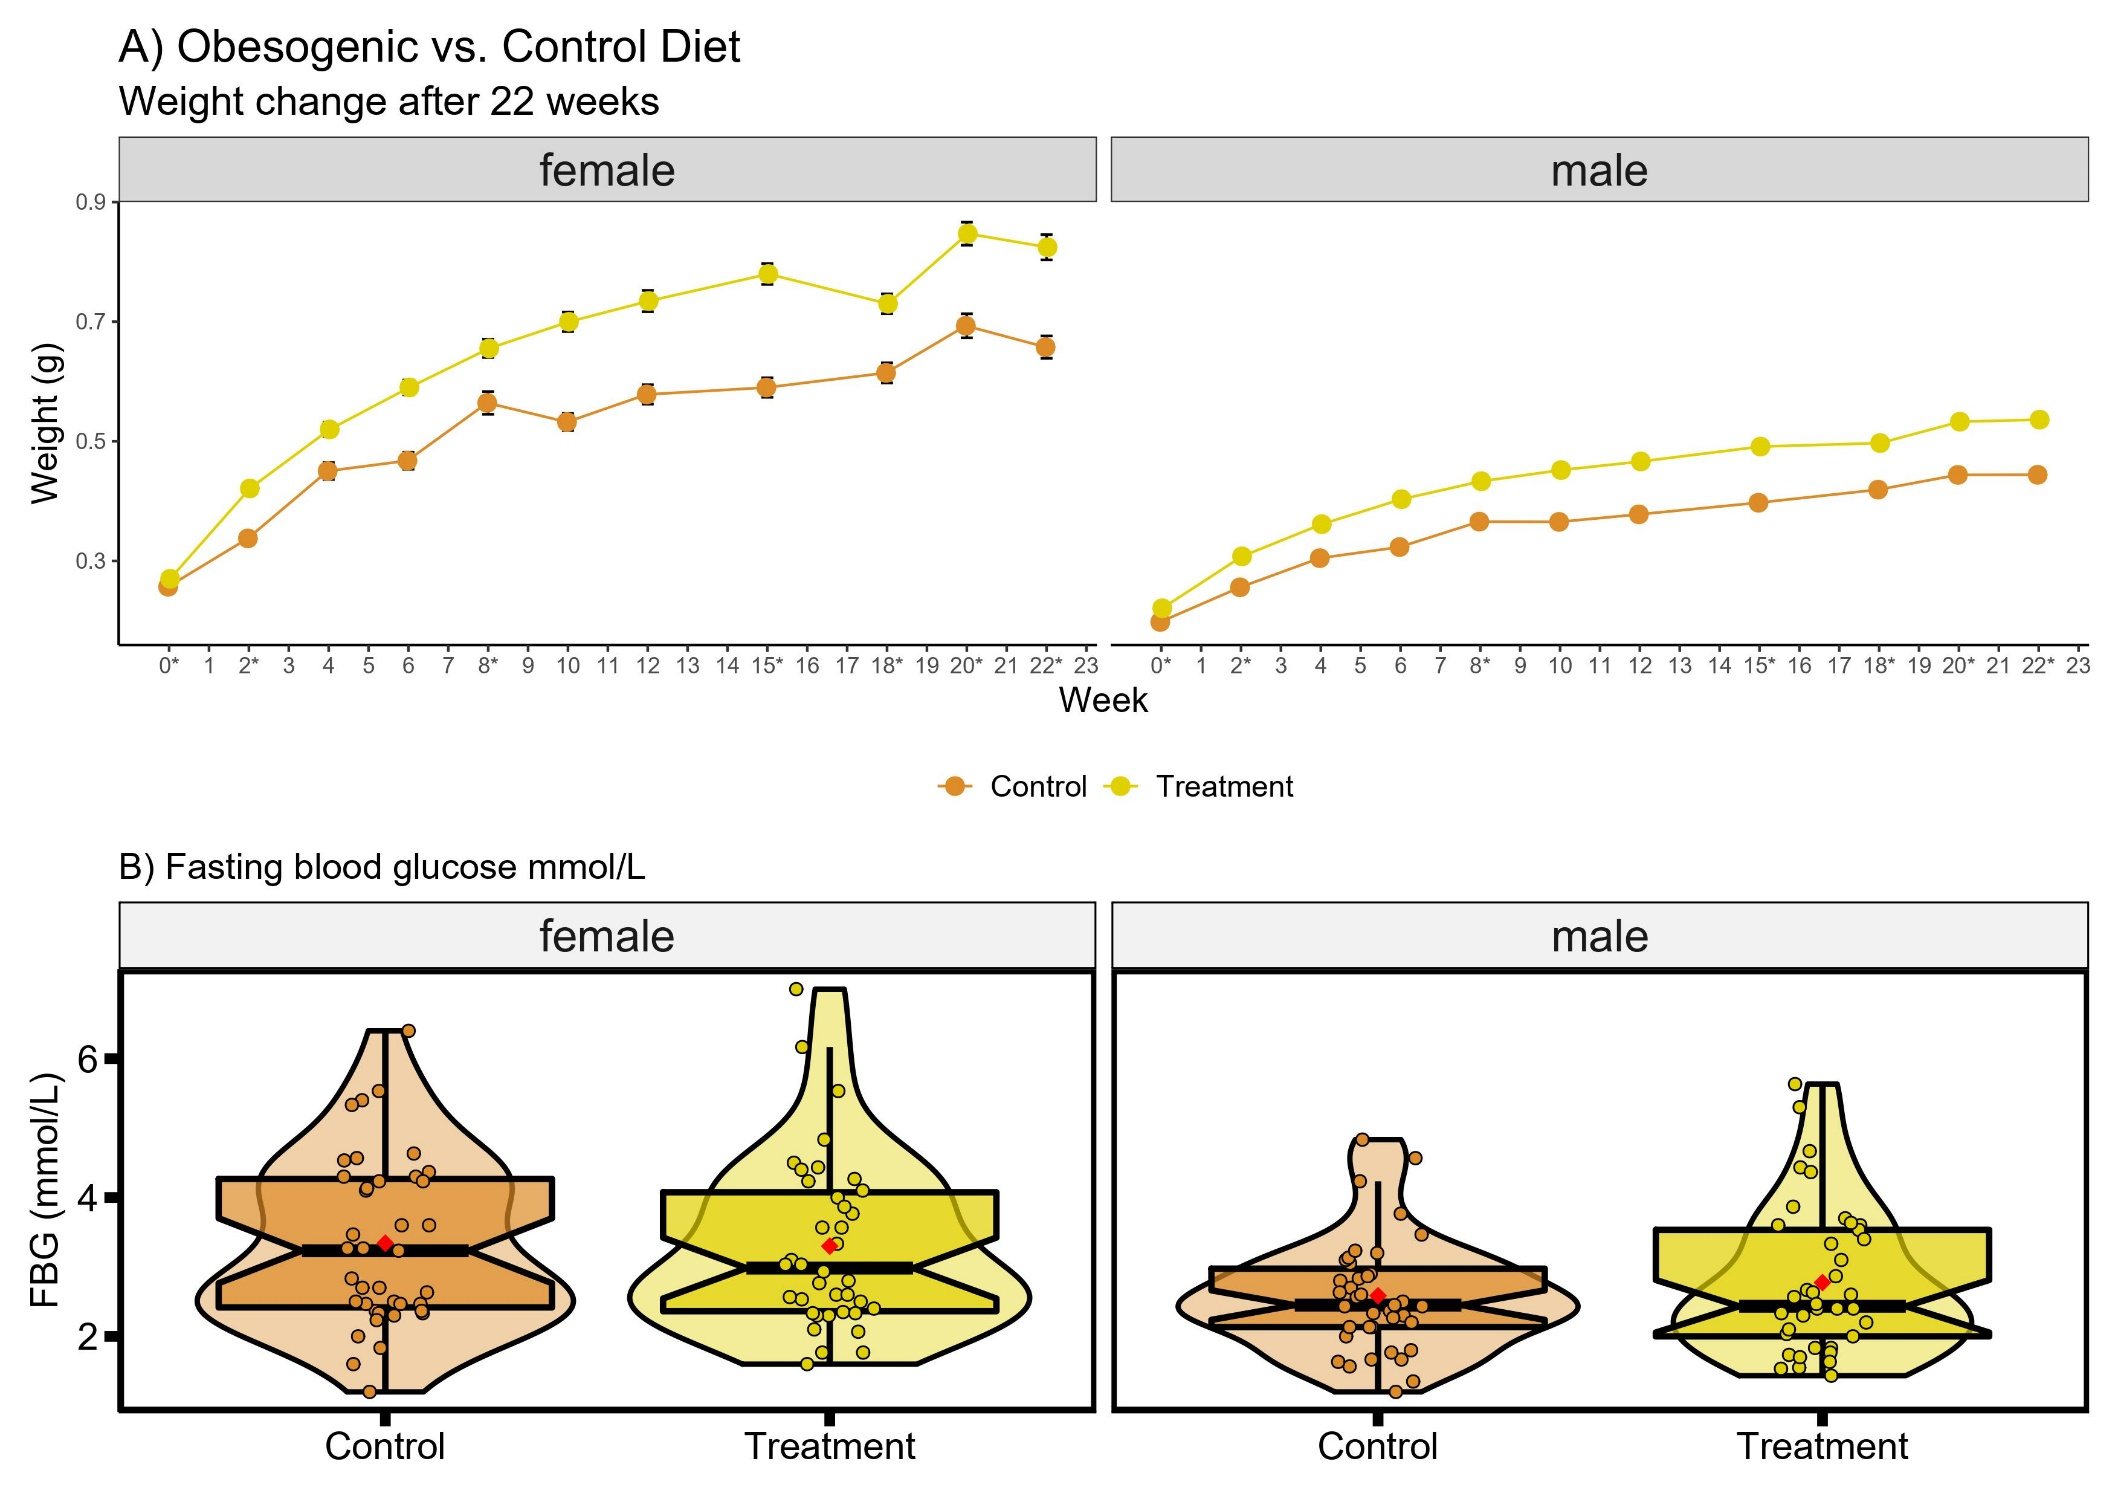 A) Obesogenic vs. Control Diet
Weight change after 22 weeks
female male
0.9
0.7
0.5
0.3
Weight (g)
0* 1 2* 3 4 5 6 7 8* 9 10 11 12 13 14 15* 16 17 18* 19 20* 21 22* 23 0* 1 2* 3 4 5 6 7 8* 9 10 11 12 13 14 15* 16 17 18* 19 20* 21 22* 23
Week
Control Treatment
B) Fasting blood glucose mmol/L
female male
6
4
2
FBG (mmol/L)
Control Treatment Control Treatment